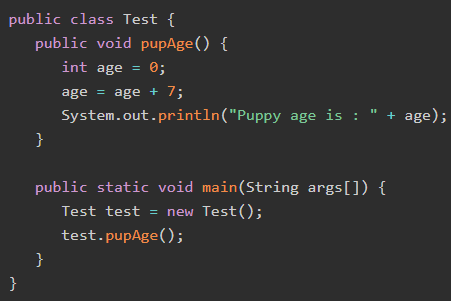 public class Test {
   public void pupAge() {
      int age = 0;
      age = age + 7;
      System.out.println("Puppy age is : " + age);
   }

   public static void main(String args[]) {
      Test test = new Test();
      test.pupAge();
   }
}